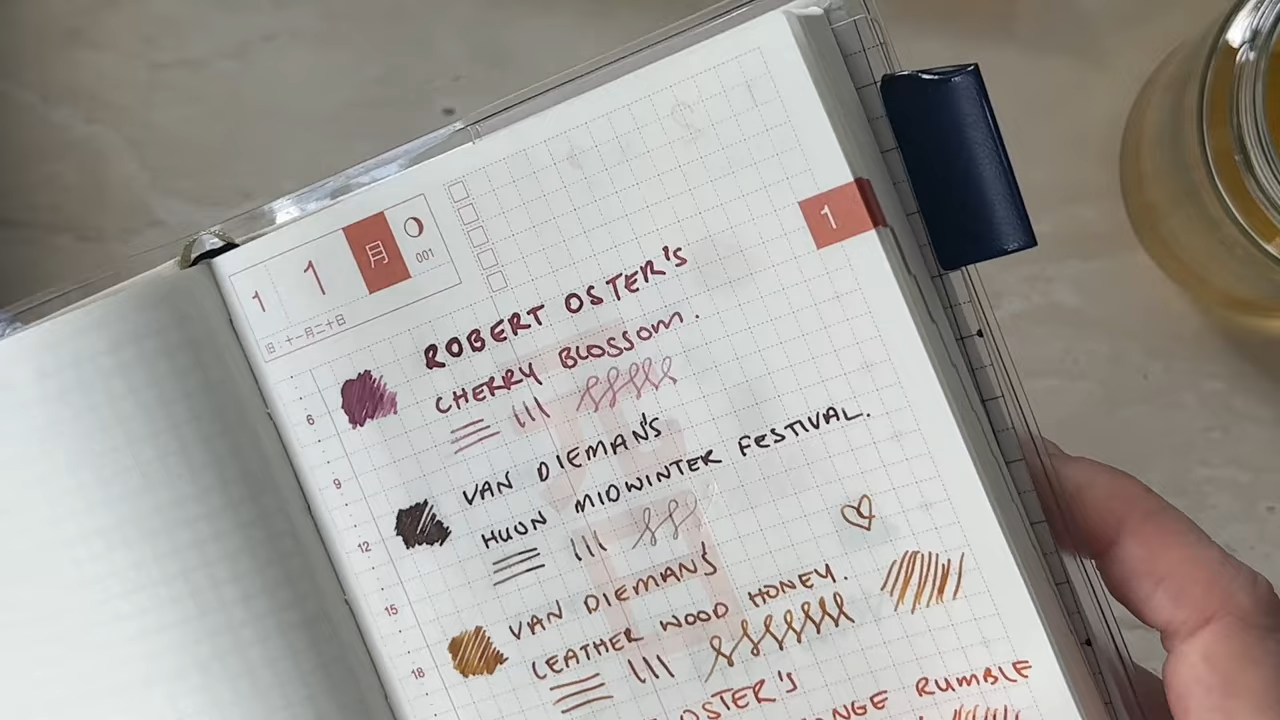 1 1 月 001
旧:十一月二十日
1
ROBERT OSTER'S
CHERRY BLOSSOM.
6
VAN DIEMAN'S
HUON MIDWINTER FESTIVAL.
9
12
VAN DIEMAN'S
LEATHER WOOD HONEY.
15
18
OSTER'S
RUMBLE